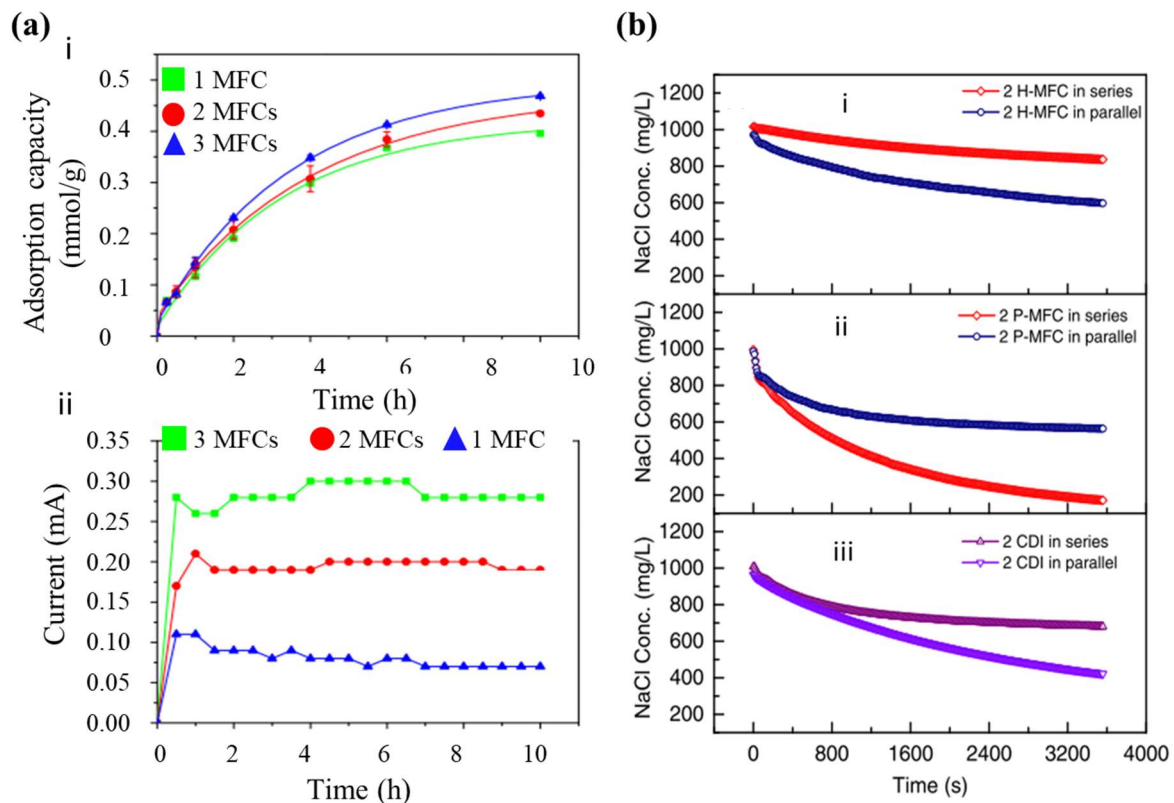 (a)
i
1 MFC
2 MFCs
3 MFCs
Adsorption capacity
(mmol/g)
0.5
0.4
0.3
0.2
0.1
0
0 2 4 6 8 10
Time (h)
ii
3 MFCs 2 MFCs 1 MFC
Current (mA)
0.35
0.30
0.25
0.20
0.15
0.10
0.05
0.00
0 2 4 6 8 10
Time (h)
(b)
i
2 H-MFC in series
2 H-MFC in parallel
NaCl Conc. (mg/L)
1200
1000
800
600
400
200
ii
2 P-MFC in series
2 P-MFC in parallel
NaCl Conc. (mg/L)
1000
800
600
400
200
iii
2 CDI in series
2 CDI in parallel
NaCl Conc. (mg/L)
1000
800
600
400
200
0 800 1600 2400 3200 4000
Time (s)